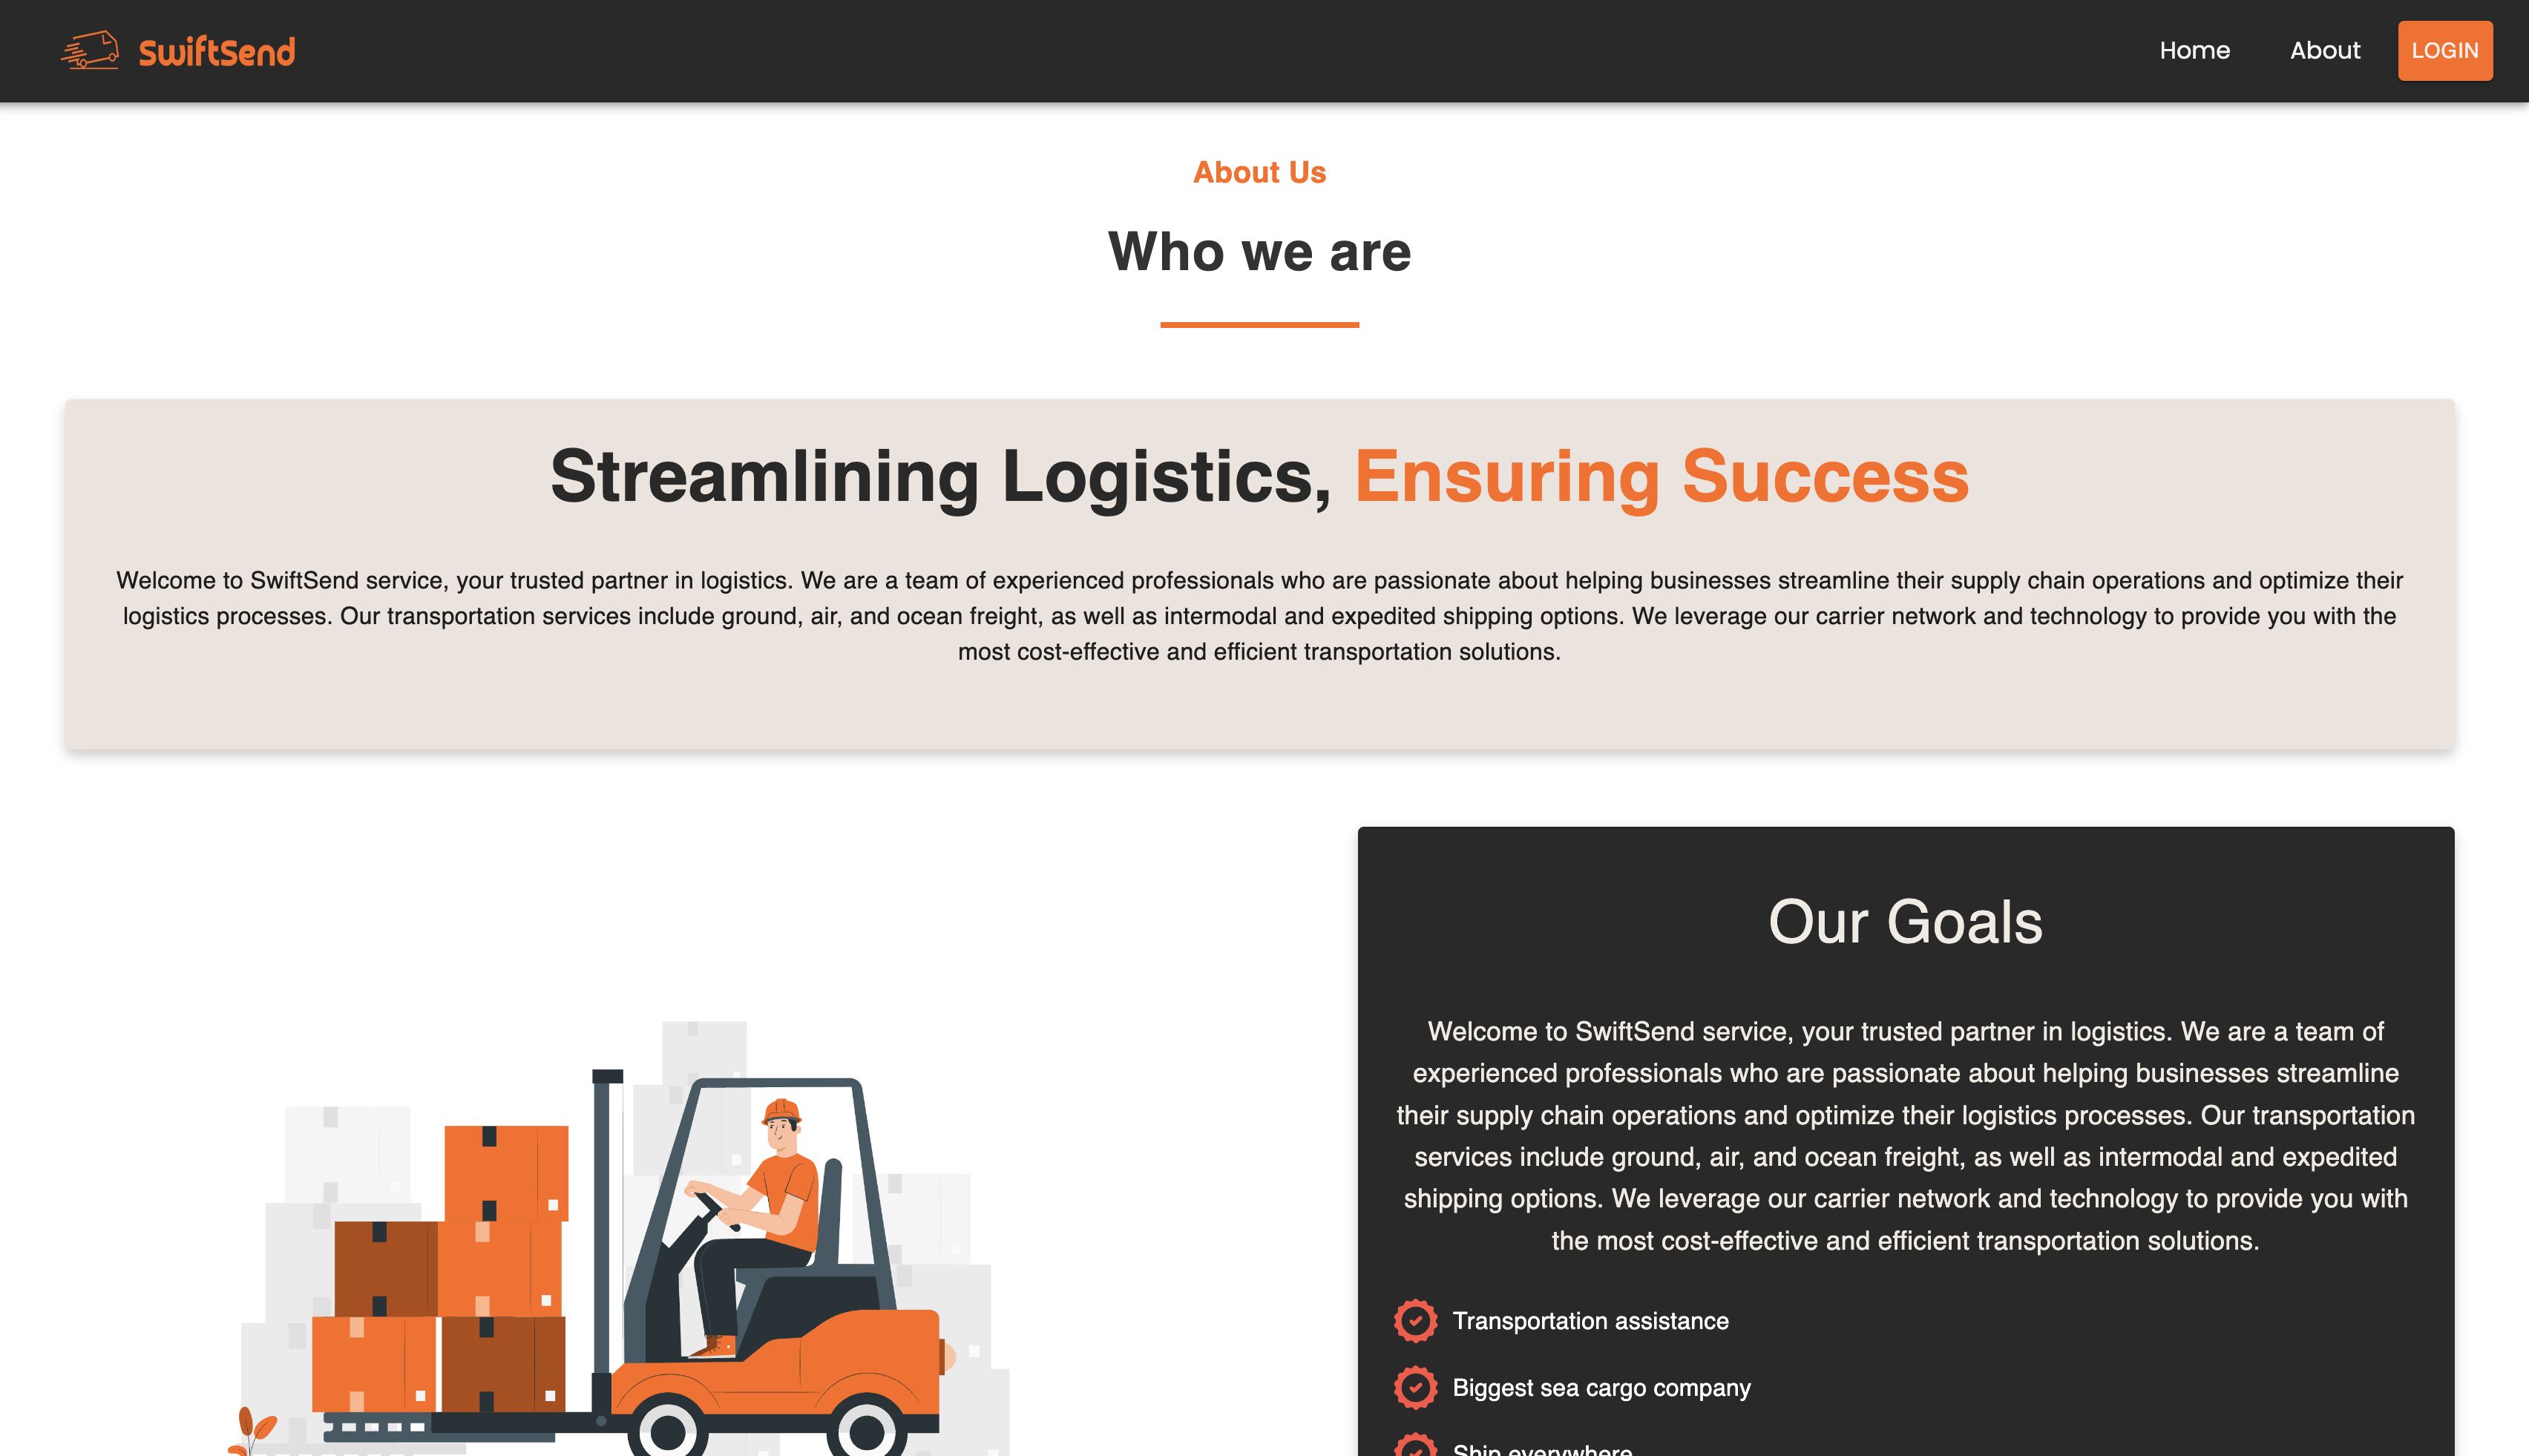 SwiftSend
Home
About
LOGIN
About Us
Who we are
Streamlining Logistics, Ensuring Success
Welcome to SwiftSend service, your trusted partner in logistics. We are a team of experienced professionals who are passionate about helping businesses streamline their supply chain operations and optimize their
logistics processes. Our transportation services include ground, air, and ocean freight, as well as intermodal and expedited shipping options. We leverage our carrier network and technology to provide you with the
most cost-effective and efficient transportation solutions.
Our Goals
Welcome to SwiftSend service, your trusted partner in logistics. We are a team of
experienced professionals who are passionate about helping businesses streamline
their supply chain operations and optimize their logistics processes. Our transportation
services include ground, air, and ocean freight, as well as intermodal and expedited
shipping options. We leverage our carrier network and technology to provide you with
the most cost-effective and efficient transportation solutions.
Transportation assistance
Biggest sea cargo company
Ship everywhere